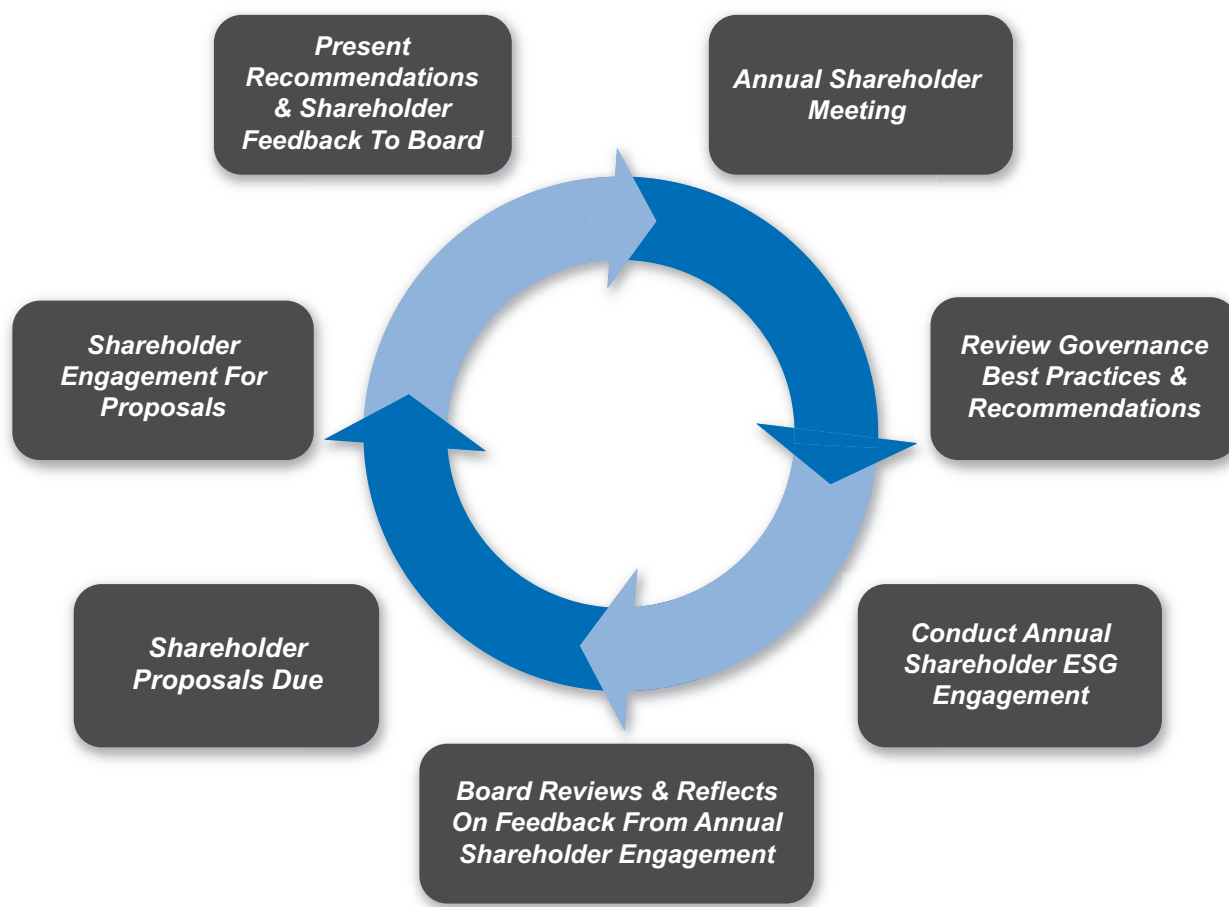 Present
Recommendations
& Shareholder
Feedback To Board
Annual Shareholder
Meeting
Review Governance
Best Practices &
Recommendations
Conduct Annual
Shareholder ESG
Engagement
Board Reviews & Reflects
On Feedback From Annual
Shareholder Engagement
Shareholder
Proposals Due
Shareholder
Engagement For
Proposals